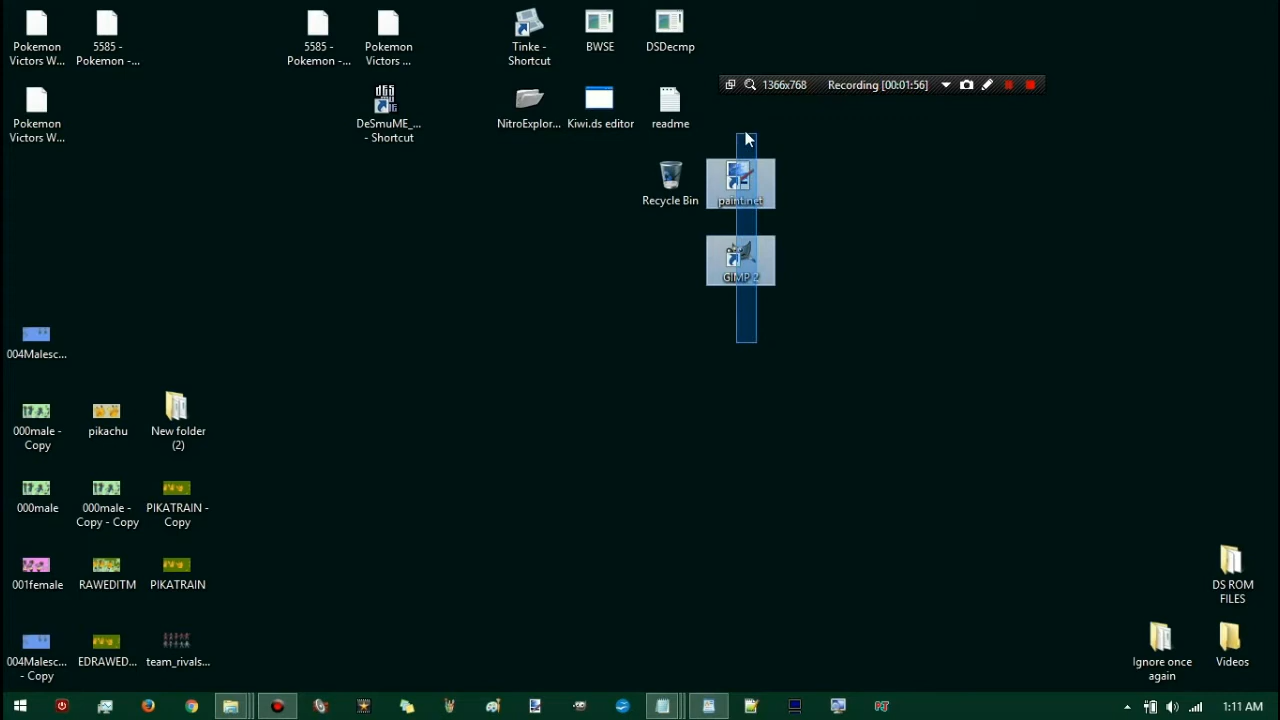 Pokemon
Victors W...
5585 -
Pokemon -...
5585 -
Pokemon -...
Pokemon
Victors ...
Tinke -
Shortcut
BWSE
DSDecmp
1366x768
Recording [00:01:56]
Pokemon
Victors W...
DeSmuME_...
- Shortcut
NitroExplor...
Kiwi.ds editor
readme
Recycle Bin
paint.net
GIMP 2
004Malesc...
000male -
Copy
pikachu
New folder
(2)
000male
000male -
Copy - Copy
PIKATRAIN -
Copy
001female
RAWEDITM
PIKATRAIN
DS ROM
FILES
004Malesc...
- Copy
EDRAWED...
team_rivals...
Ignore once
again
Videos
1:11 AM